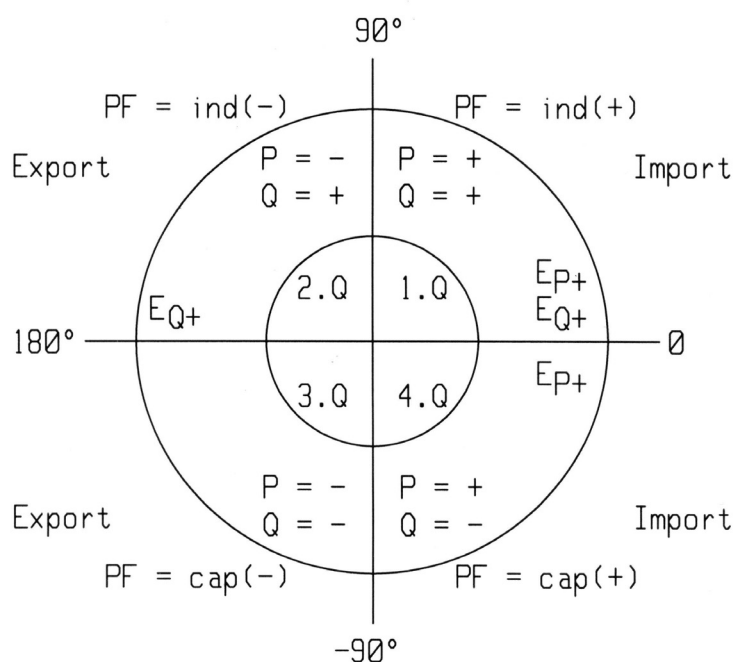 90°
PF = ind(-) PF = ind(+)
Export P = - P = + Import
Q = + Q = +
2.Q 1.Q EP+
EQ+ EQ+
180° 0
3.Q 4.Q EP+
P = - P = +
Export Q = - Q = - Import
PF = cap(-) PF = cap(+)
-90°